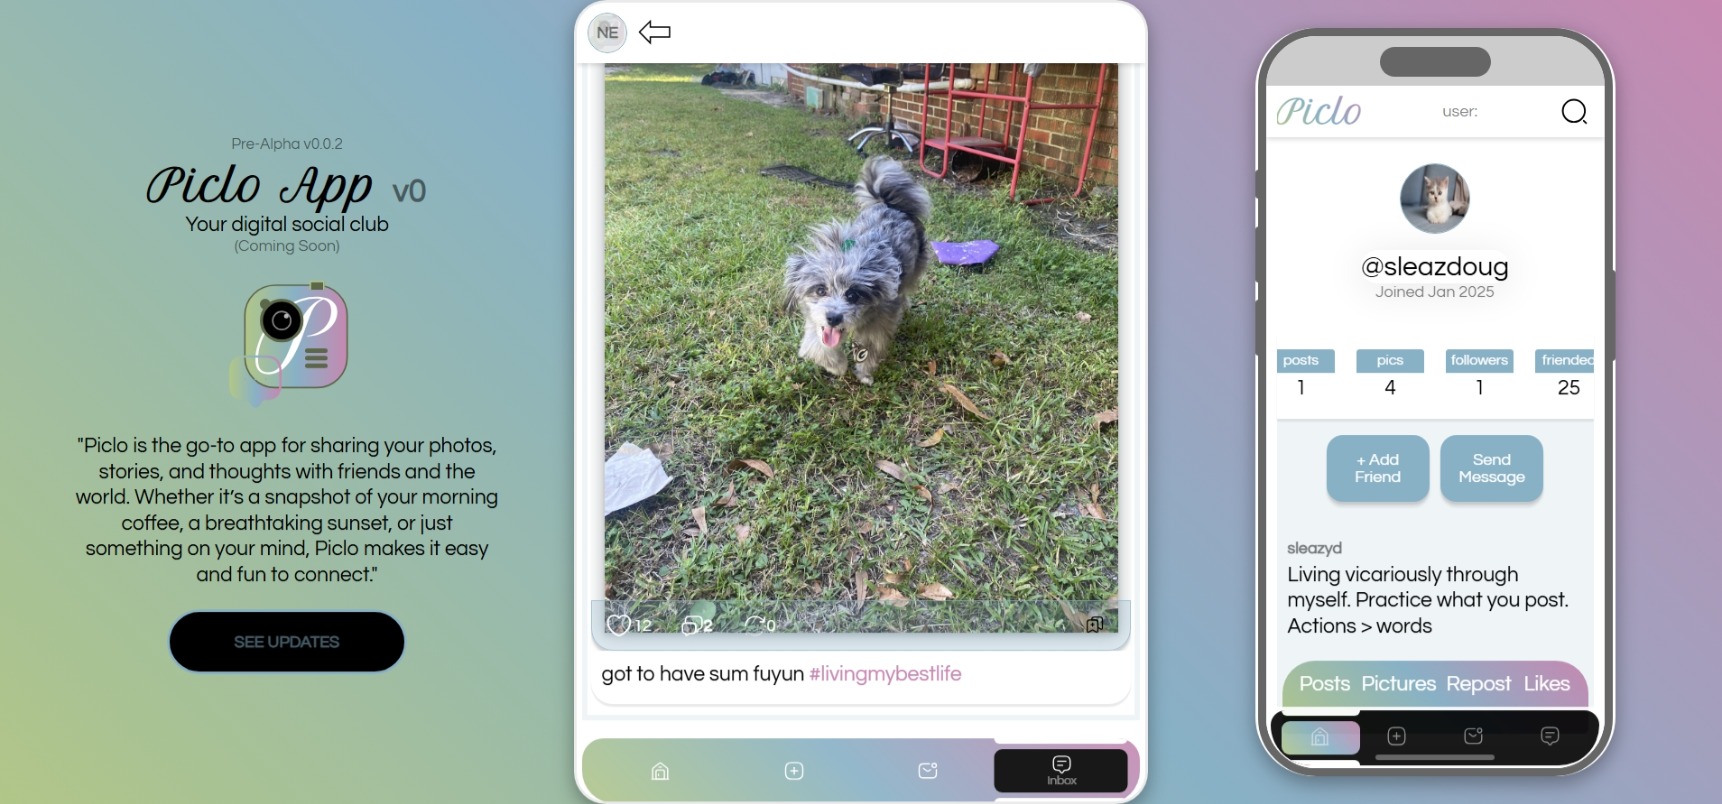 Pre-Alpha v0.0.2
Piclo App v0
Your digital social club
(Coming Soon)
P
"Piclo is the go-to app for sharing your photos,
stories, and thoughts with friends and the
world. Whether it's a snapshot of your morning
coffee, a breathtaking sunset, or just
something on your mind, Piclo makes it easy
and fun to connect."
SEE UPDATES
NE
12 2 0
got to have sum fuyun #livingmybestlife
Inbox
Piclo user:
@sleazdoug
Joined Jan 2025
posts pics followers friended
1 4 1 25
+ Add
Friend
Send
Message
sleazyd
Living vicariously through
myself. Practice what you post.
Actions > words
Posts Pictures Repost Likes